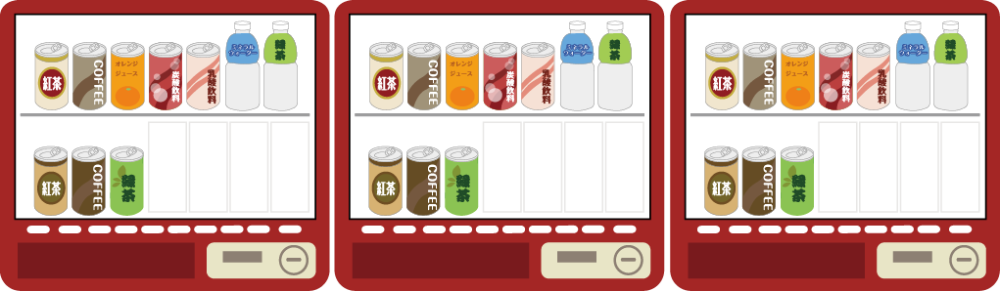 紅茶
COFFEE
オレンジ
ジュース
炭酸飲料
乳酸飲料
ミネラル
ウォーター
緑茶
紅茶
COFFEE
緑茶
紅茶
COFFEE
オレンジ
ジュース
炭酸飲料
乳酸飲料
ミネラル
ウォーター
緑茶
紅茶
COFFEE
緑茶
紅茶
COFFEE
オレンジ
ジュース
炭酸飲料
乳酸飲料
ミネラル
ウォーター
緑茶
紅茶
COFFEE
緑茶